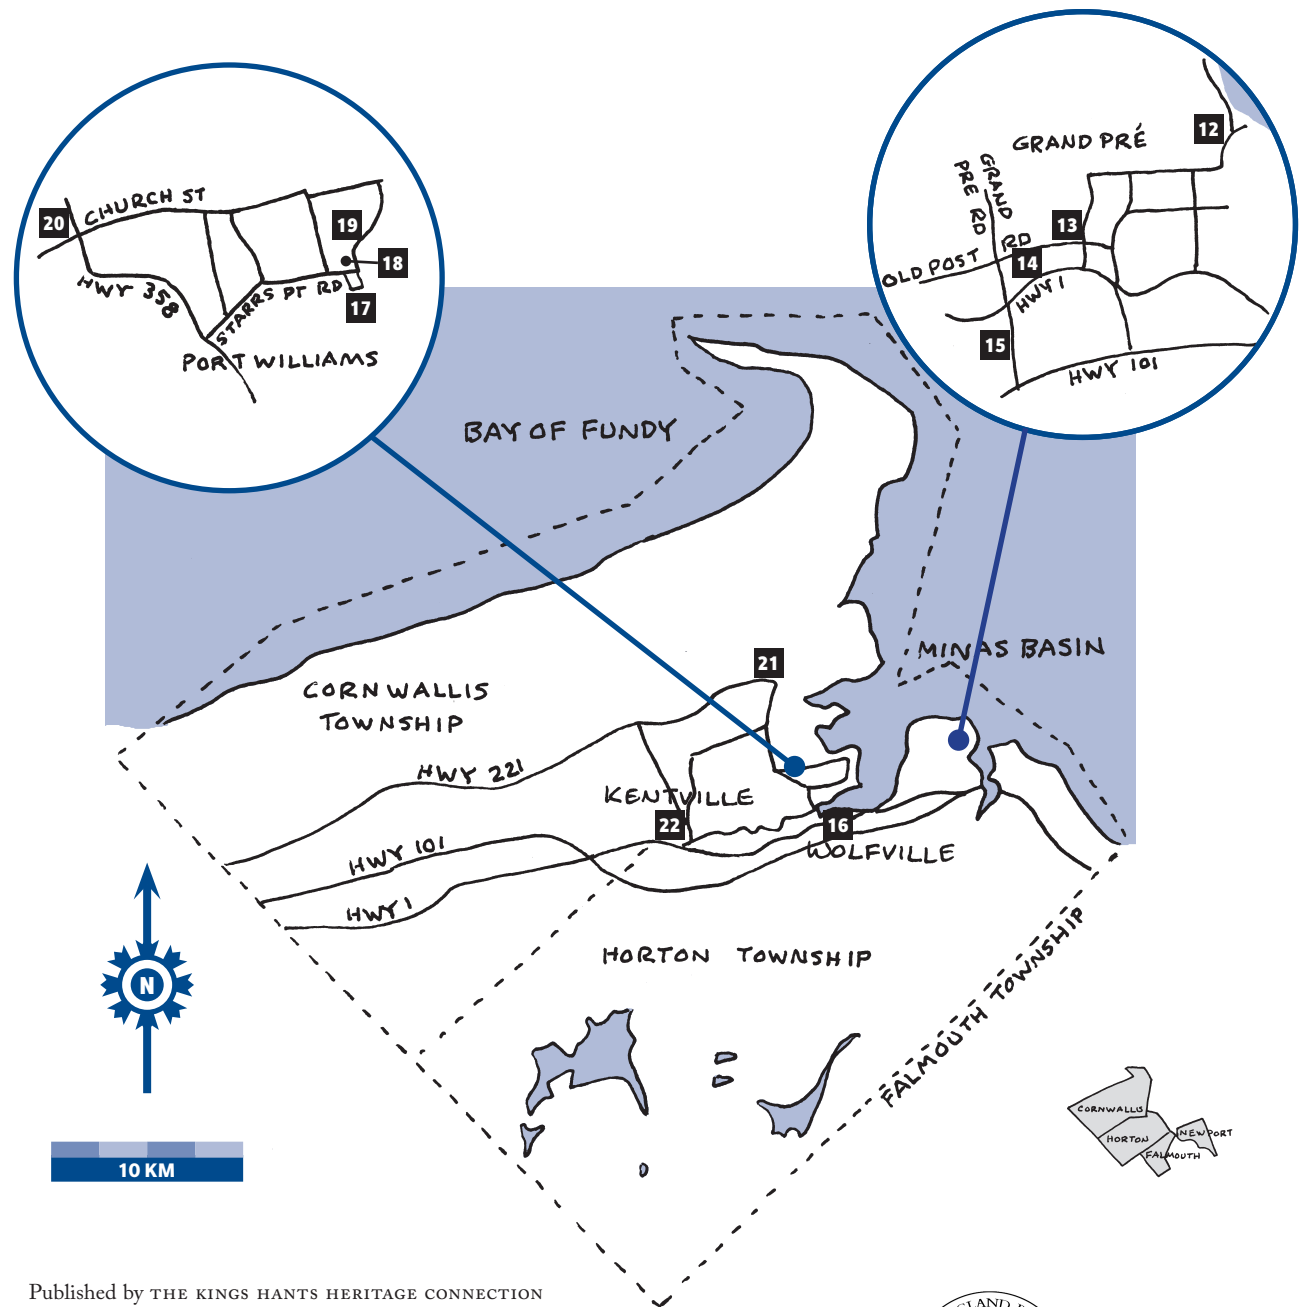 12
GRAND PRÉ
GRAND
PRE RD
13
OLD POST RD
14
HWY 1
15
HWY 101
20
CHURCH ST
19
18
HWY 358
STARRS PT RD
17
PORT WILLIAMS
BAY OF FUNDY
MINAS BASIN
21
CORNWALLIS
TOWNSHIP
HWY 221
KENTVILLE
22
16
WOLFVILLE
HWY 101
HWY 1
HORTON TOWNSHIP
FALMOUTH TOWNSHIP
N
10 KM
CORNWALLIS
HORTON
NEWPORT
FALMOUTH
Published by THE KINGS HANTS HERITAGE CONNECTION